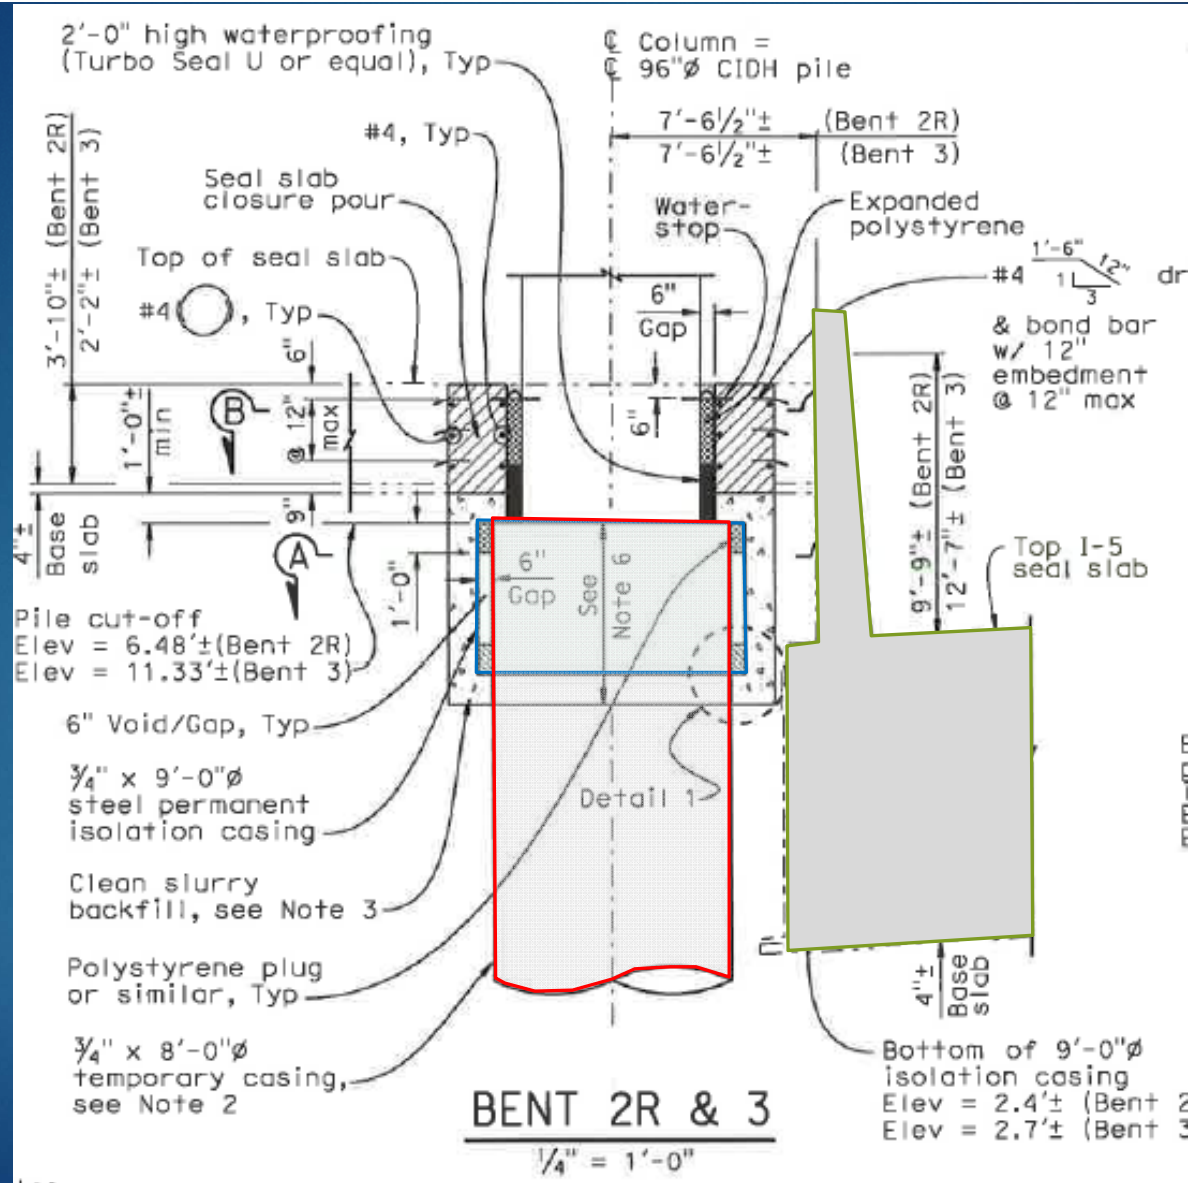 2'-0" high waterproofing
(Turbo Seal U or equal), Typ
℄ Column =
℄ 96"Ø CIDH pile
7'-6½"± (Bent 2R)
7'-6½"± (Bent 3)
#4, Typ
3'-10"± (Bent 2R)
2'-2"± (Bent 3)
Seal slab
closure pour
Water-
stop
Expanded
polystyrene
Top of seal slab
#4 , Typ
1'-6"
12"
#4 1 dr
3
& bond bar
w/ 12"
embedment
@ 12" max
6"
Gap
6"
6"
@ 12"
max
1'-0"±
min
B
9"
A
4"±
Base
slab
1'-0"
6"
Gap
See
Note 6
9'-9"± (Bent 2R)
12'-7"± (Bent 3)
Top I-5
seal slab
Pile cut-off
Elev = 6.48'±(Bent 2R)
Elev = 11.33'±(Bent 3)
6" Void/Gap, Typ
¾" x 9'-0"Ø
steel permanent
isolation casing
Detail 1
Clean slurry
backfill, see Note 3
Polystyrene plug
or similar, Typ
4"±
Base
slab
¾" x 8'-0"Ø
temporary casing,
see Note 2
Bottom of 9'-0"Ø
isolation casing
Elev = 2.4'± (Bent 2
Elev = 2.7'± (Bent 3
BENT 2R & 3
¼" = 1'-0"